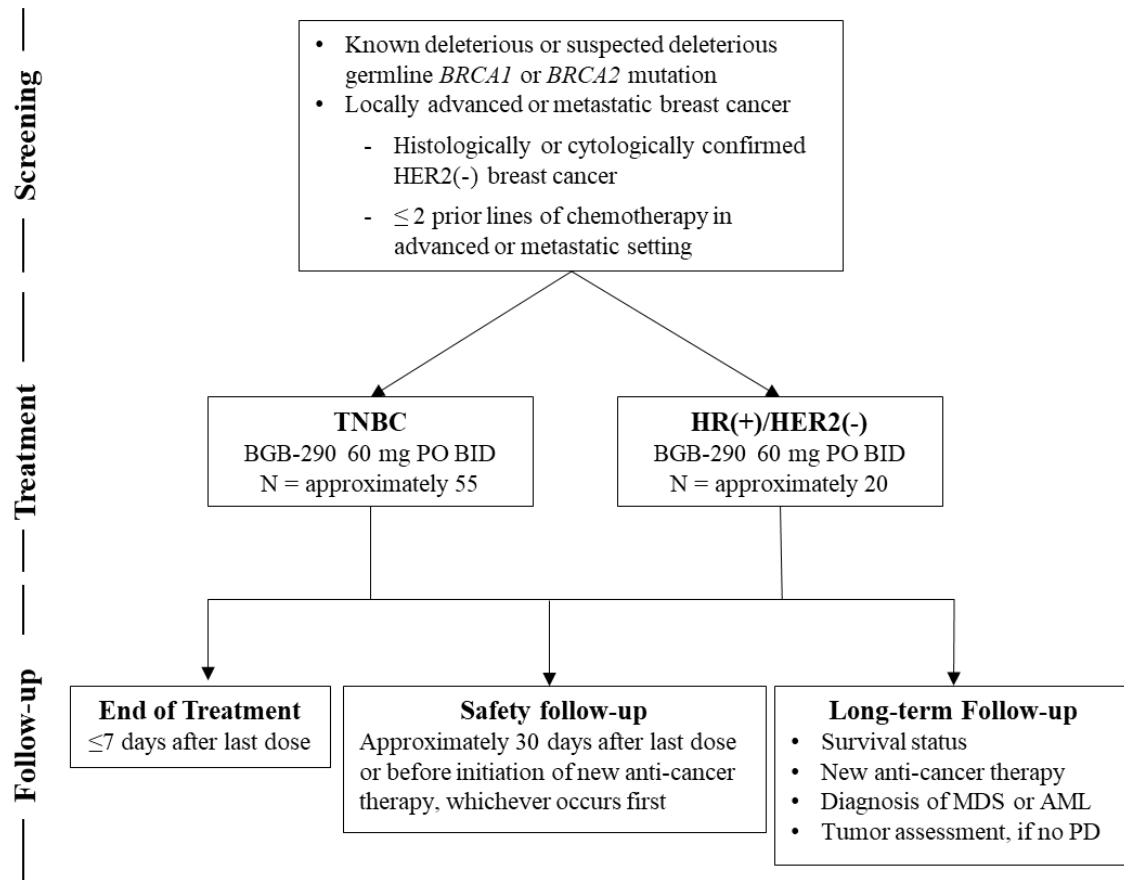 Screening
• Known deleterious or suspected deleterious
germline BRCA1 or BRCA2 mutation
• Locally advanced or metastatic breast cancer
- Histologically or cytologically confirmed
HER2(-) breast cancer
- ≤ 2 prior lines of chemotherapy in
advanced or metastatic setting
Treatment
TNBC
BGB-290 60 mg PO BID
N = approximately 55
HR(+)/HER2(-)
BGB-290 60 mg PO BID
N = approximately 20
Follow-up
End of Treatment
≤7 days after last dose
Safety follow-up
Approximately 30 days after last dose
or before initiation of new anti-cancer
therapy, whichever occurs first
Long-term Follow-up
• Survival status
• New anti-cancer therapy
• Diagnosis of MDS or AML
• Tumor assessment, if no PD